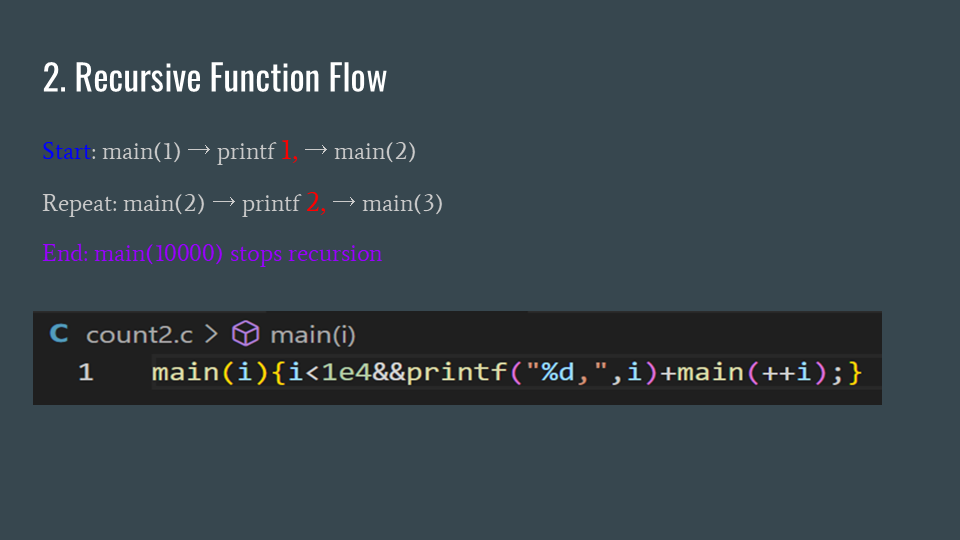 2. Recursive Function Flow
Start: main(1) → printf 1, → main(2)
Repeat: main(2) → printf 2, → main(3)
End: main(10000) stops recursion
C count2.c > main(i)
1 main(i){i<1e4&&printf("%d,",i)+main(++i);}